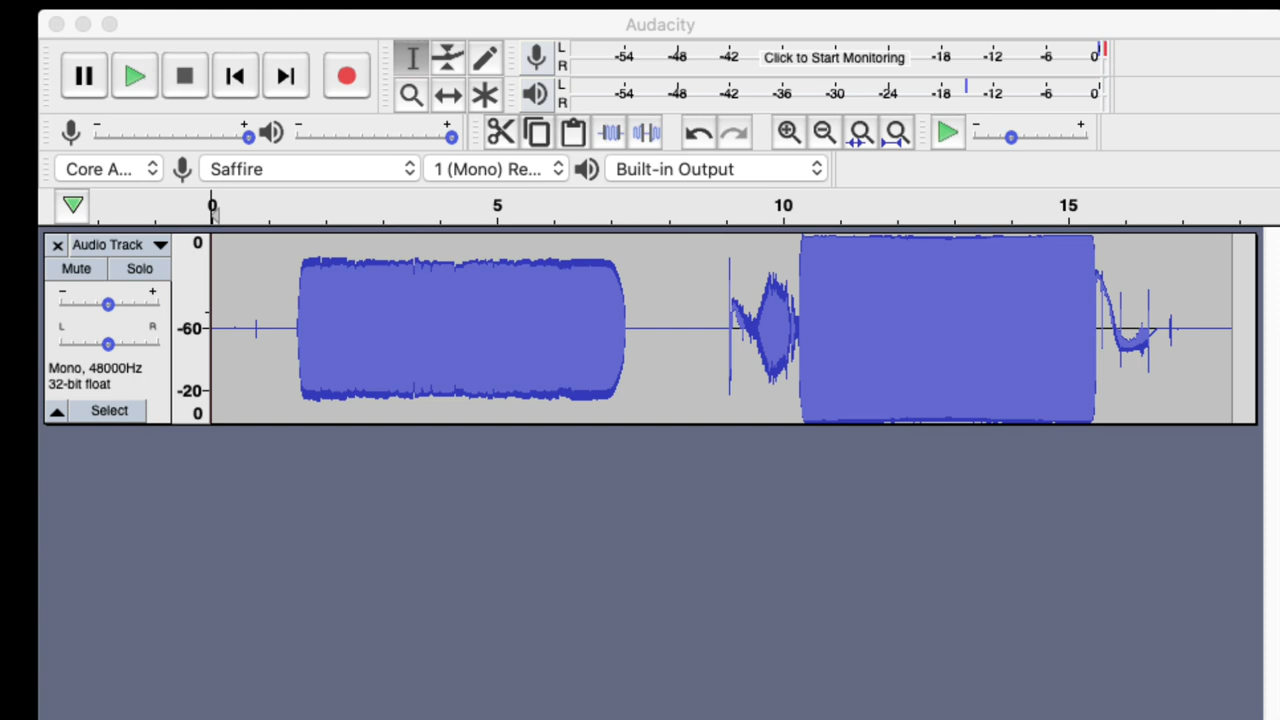 Audacity
L
R
-54 -48 -42 Click to Start Monitoring -18 -12 -6 0
L
R
-54 -48 -42 -36 -30 -24 -18 -12 -6 0
- + - +
- +
Core A... Saffire 1 (Mono) Re... Built-in Output
0 5 10 15
× Audio Track
Mute Solo
- +
L R
Mono, 48000Hz
32-bit float
Select
0
-60
-20
0